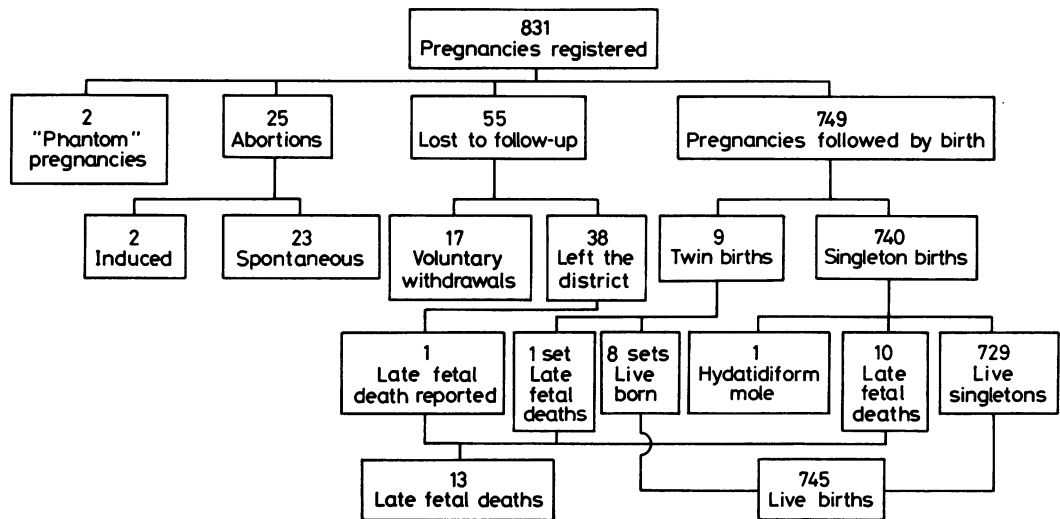 831
Pregnancies registered
2
"Phantom"
pregnancies
25
Abortions
55
Lost to follow-up
749
Pregnancies followed by birth
2
Induced
23
Spontaneous
17
Voluntary
withdrawals
38
Left the
district
9
Twin births
740
Singleton births
1
Late fetal
death reported
1 set
Late
fetal
deaths
8 sets
Live
born
1
Hydatidiform
mole
10
Late
fetal
deaths
729
Live
singletons
13
Late fetal deaths
745
Live births